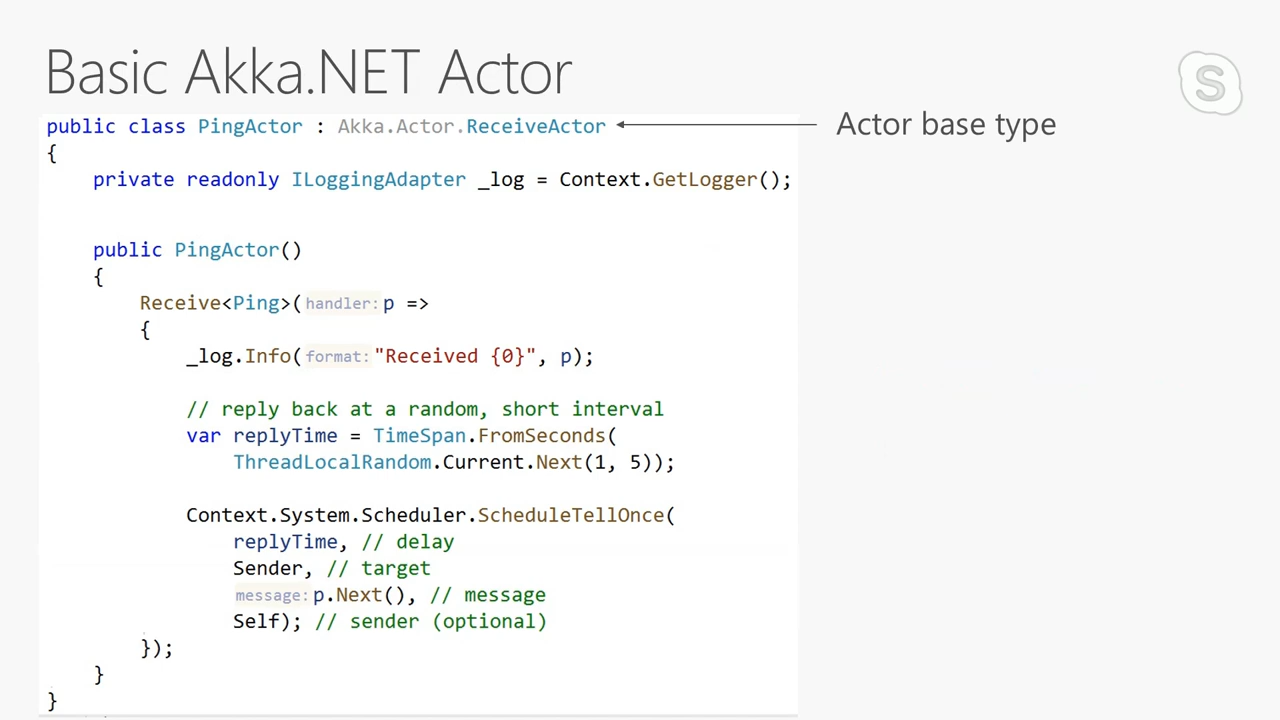 Basic Akka.NET Actor
S
public class PingActor : Akka.Actor.ReceiveActor
Actor base type
{
private readonly ILoggingAdapter _log = Context.GetLogger();
public PingActor()
{
Receive<Ping>(handler:p =>
{
_log.Info(format:"Received {0}", p);
// reply back at a random, short interval
var replyTime = TimeSpan.FromSeconds(
ThreadLocalRandom.Current.Next(1, 5));
Context.System.Scheduler.ScheduleTellOnce(
replyTime, // delay
Sender, // target
message:p.Next(), // message
Self); // sender (optional)
});
}
}